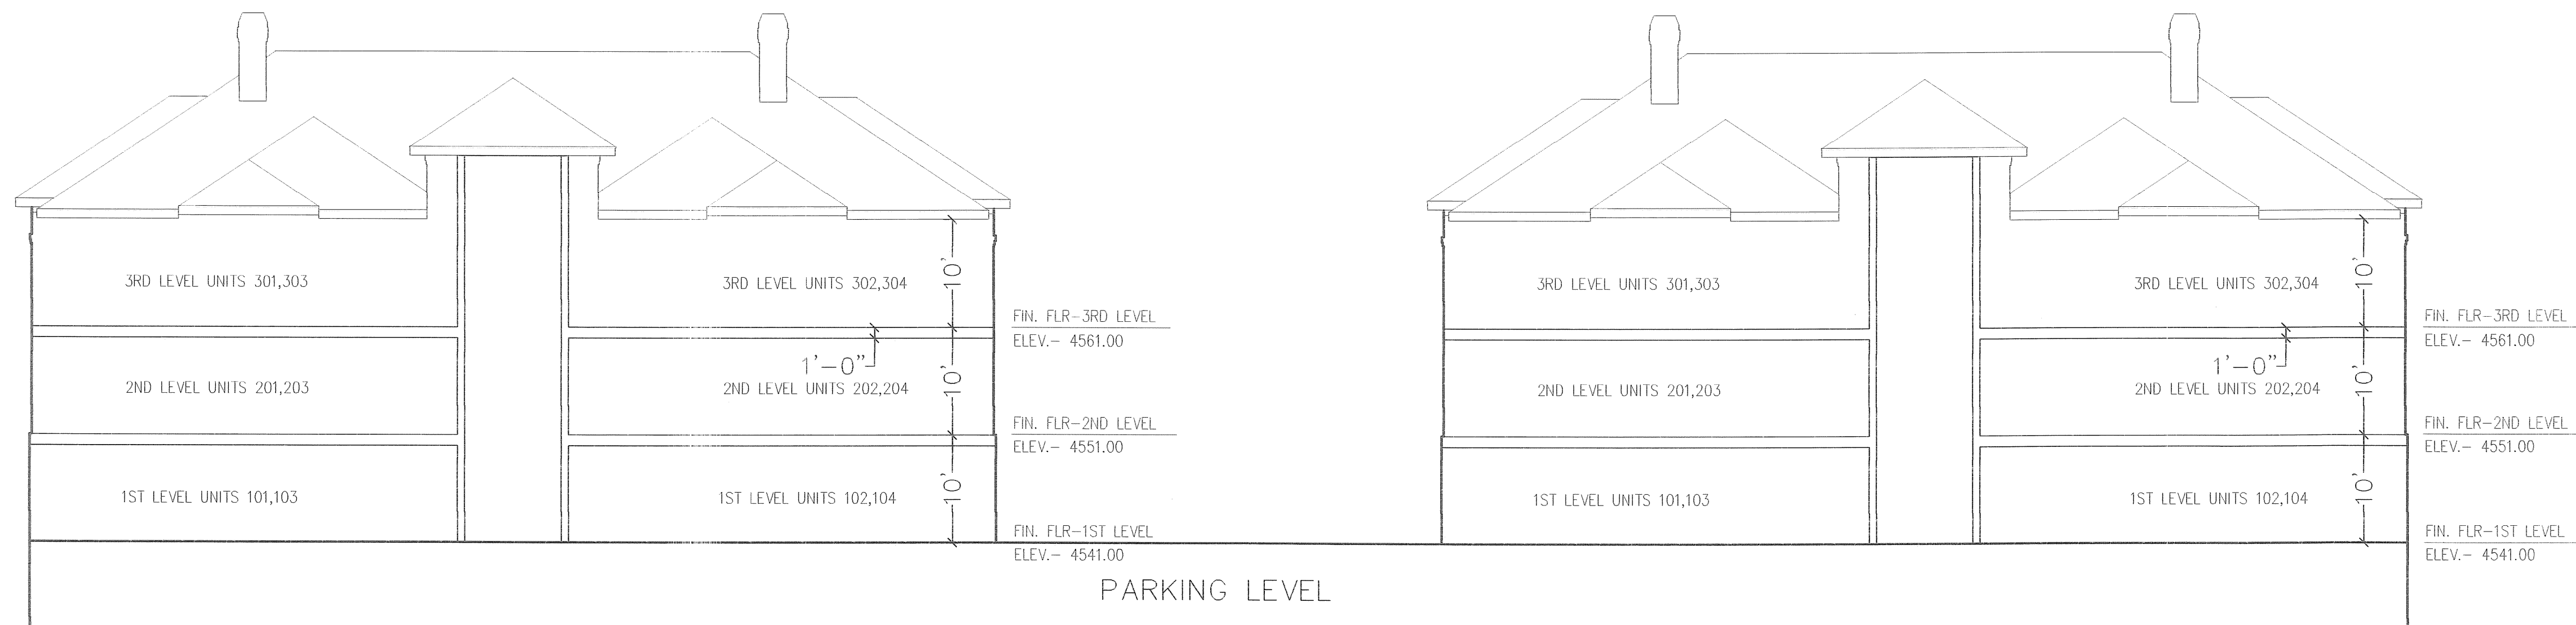 3RD LEVEL UNITS 301,303
3RD LEVEL UNITS 302,304
10'
FIN. FLR-3RD LEVEL
ELEV.- 4561.00
1'-0"
2ND LEVEL UNITS 201,203
2ND LEVEL UNITS 202,204
10'
FIN. FLR-2ND LEVEL
ELEV.- 4551.00
1ST LEVEL UNITS 101,103
1ST LEVEL UNITS 102,104
10'
FIN. FLR-1ST LEVEL
ELEV.- 4541.00
3RD LEVEL UNITS 301,303
3RD LEVEL UNITS 302,304
10'
FIN. FLR-3RD LEVEL
ELEV.- 4561.00
1'-0"
2ND LEVEL UNITS 201,203
2ND LEVEL UNITS 202,204
10'
FIN. FLR-2ND LEVEL
ELEV.- 4551.00
1ST LEVEL UNITS 101,103
1ST LEVEL UNITS 102,104
10'
FIN. FLR-1ST LEVEL
ELEV.- 4541.00
PARKING LEVEL